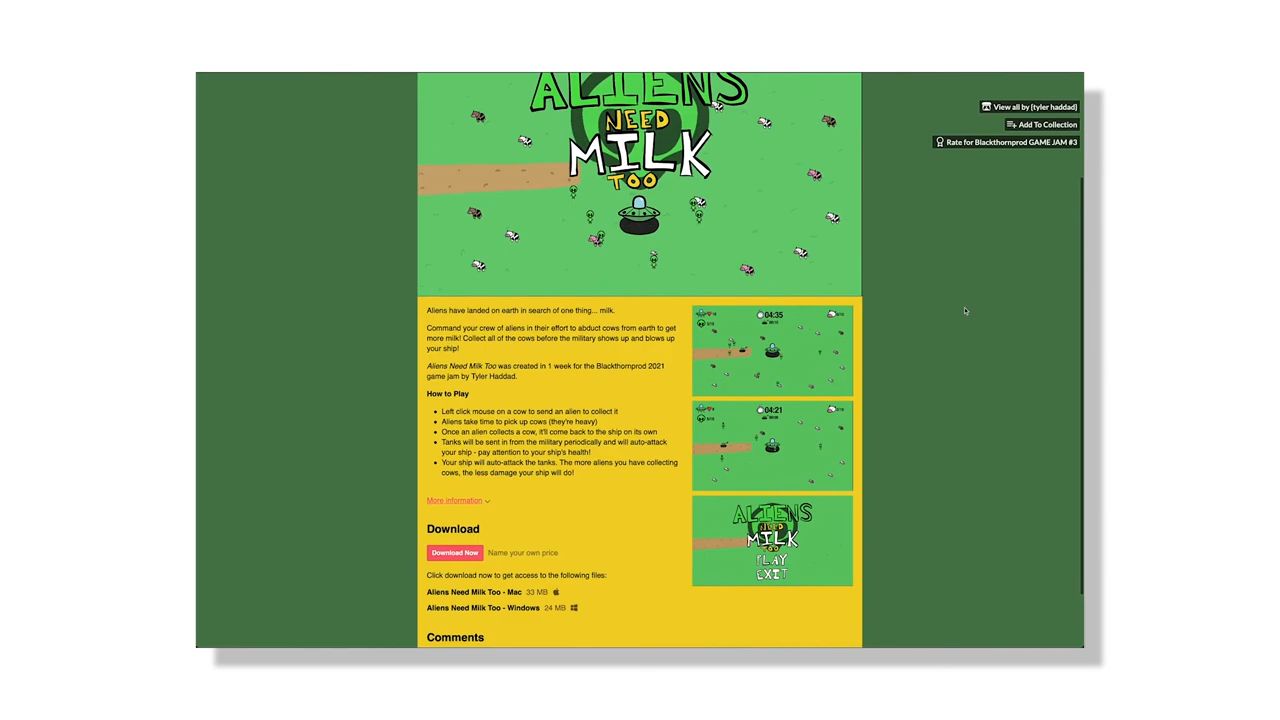 ALIENS
NEED
MILK
TOO
View all by [tyler haddad]
Add To Collection
Rate for Blackthornprod GAME JAM #3
Aliens have landed on earth in search of one thing... milk.
Command your crew of aliens in their effort to abduct cows from earth to get
more milk! Collect all of the cows before the military shows up and blows up
your ship!
Aliens Need Milk Too was created in 1 week for the Blackthornprod 2021
game jam by Tyler Haddad.
How to Play
Left click mouse on a cow to send an alien to collect it
Aliens take time to pick up cows (they're heavy)
Once an alien collects a cow, it'll come back to the ship on its own
Tanks will be sent in from the military periodically and will auto-attack
your ship - pay attention to your ship's health!
Your ship will auto-attack the tanks. The more aliens you have collecting
cows, the less damage your ship will do!
More information
Download
Download Now Name your own price
Click download now to get access to the following files:
Aliens Need Milk Too - Mac 33 MB
Aliens Need Milk Too - Windows 24 MB
Comments
04:35
04:21
ALIENS
NEED
MILK
TOO
PLAY
EXIT